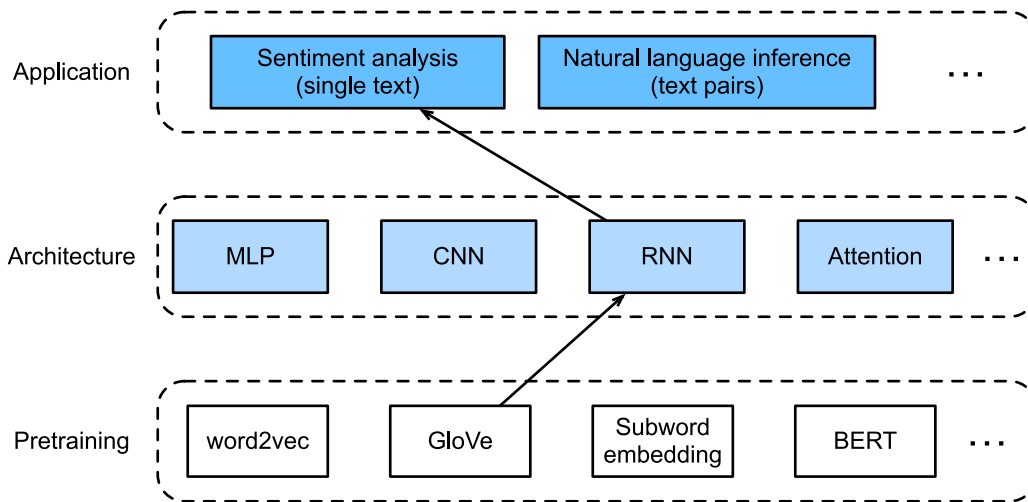 Application
Sentiment analysis
(single text)
Natural language inference
(text pairs)
...
Architecture
MLP
CNN
RNN
Attention
...
Pretraining
word2vec
GloVe
Subword
embedding
BERT
...